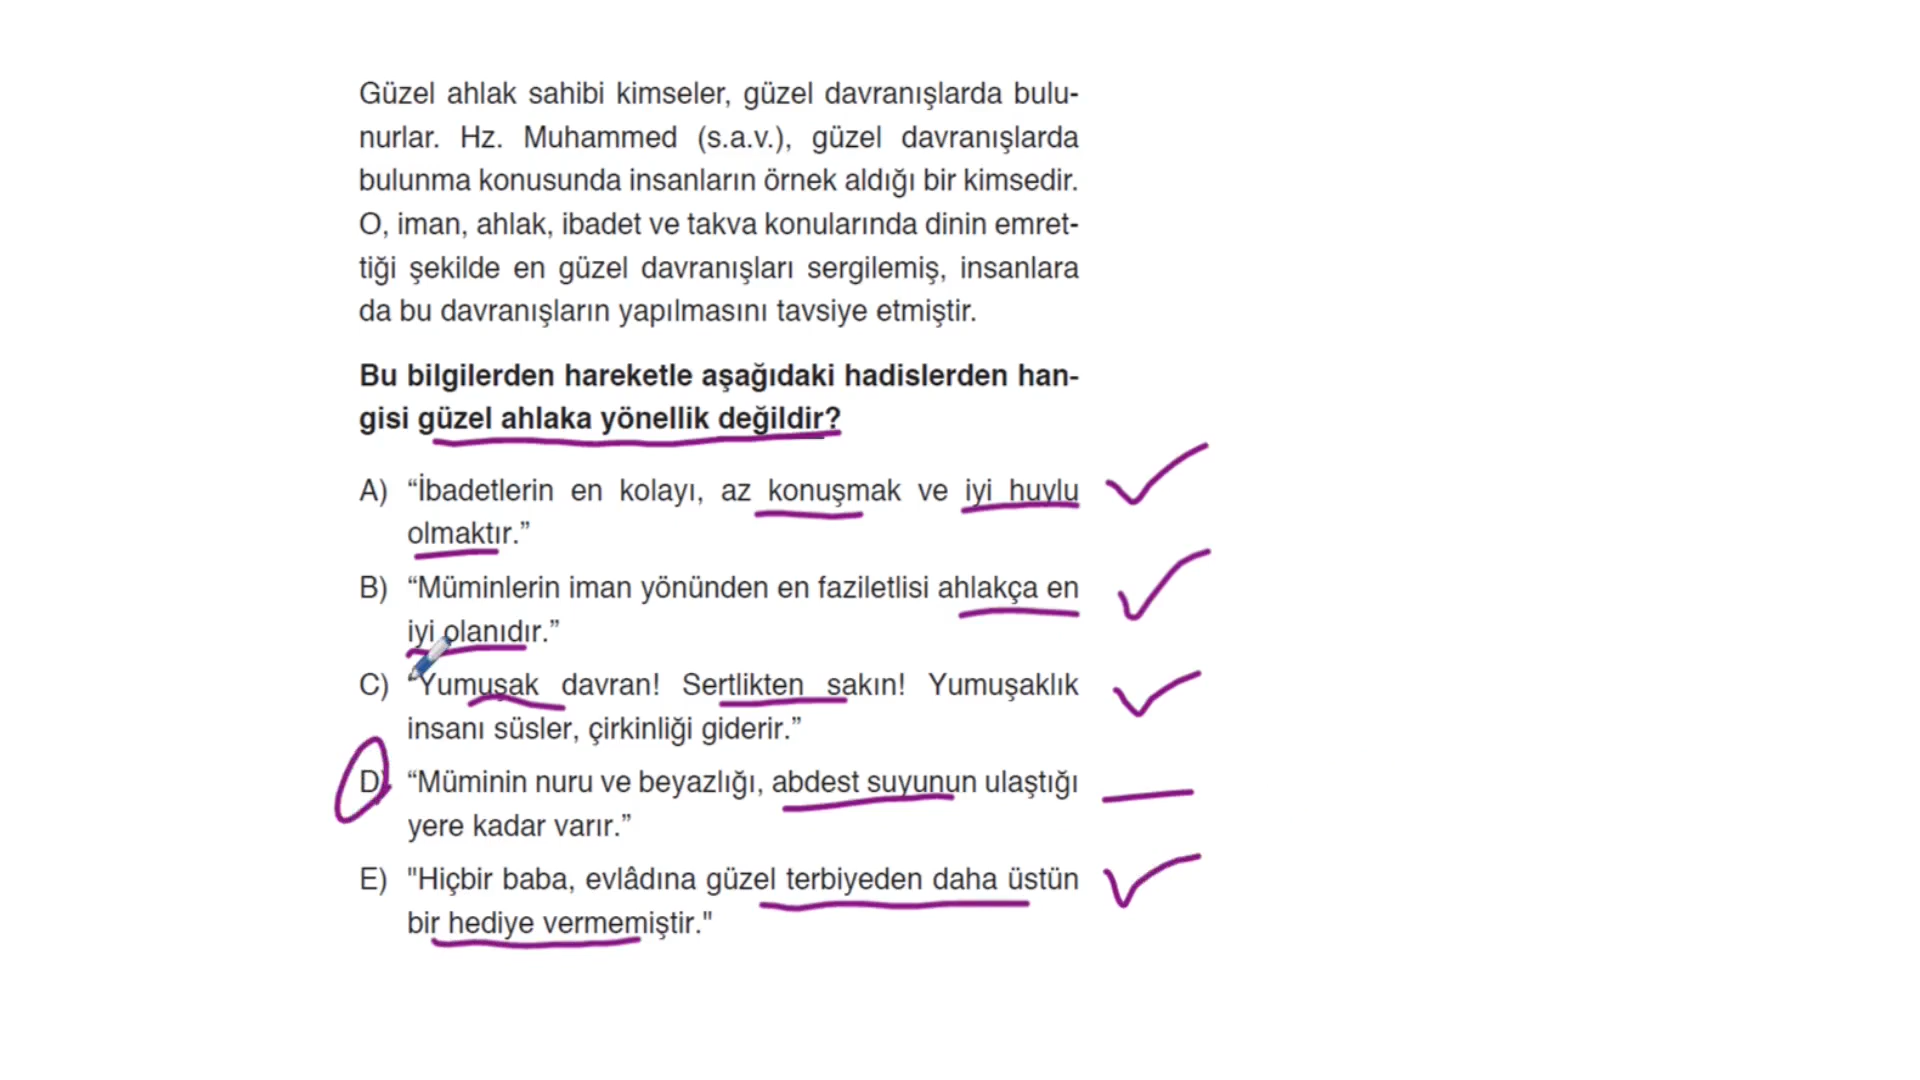 Güzel ahlak sahibi kimseler, güzel davranışlarda bulu-
nurlar. Hz. Muhammed (s.a.v.), güzel davranışlarda
bulunma konusunda insanların örnek aldığı bir kimsedir.
O, iman, ahlak, ibadet ve takva konularında dinin emret-
tiği şekilde en güzel davranışları sergilemiş, insanlara
da bu davranışların yapılmasını tavsiye etmiştir.
Bu bilgilerden hareketle aşağıdaki hadislerden han-
gisi güzel ahlaka yönellik değildir?
A) “İbadetlerin en kolayı, az konuşmak ve iyi huylu
olmaktır.”
B) “Müminlerin iman yönünden en faziletlisi ahlakça en
iyi olanıdır.”
C) “Yumuşak davran! Sertlikten sakın! Yumuşaklık
insanı süsler, çirkinliği giderir.”
D) “Müminin nuru ve beyazlığı, abdest suyunun ulaştığı
yere kadar varır.”
E) "Hiçbir baba, evlâdına güzel terbiyeden daha üstün
bir hediye vermemiştir."